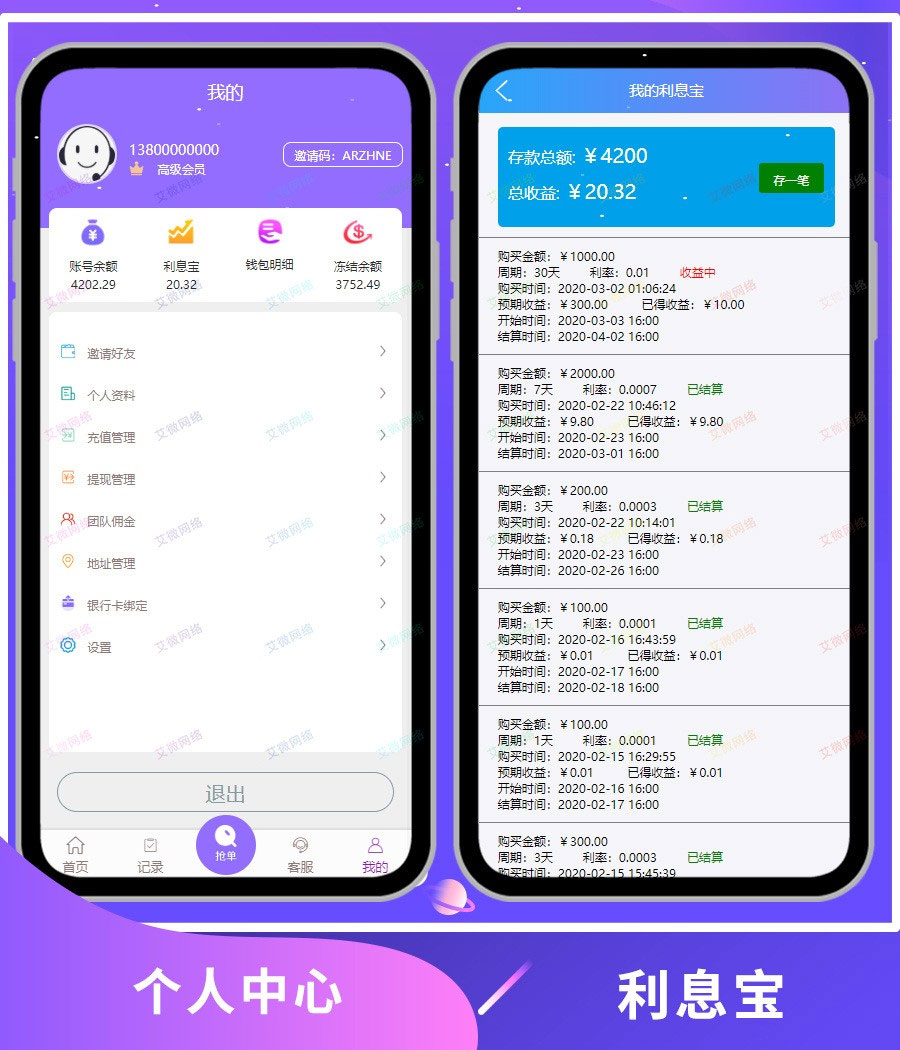 我的
13800000000
高级会员
邀请码：ARZHNE
账号余额
4202.29
利息宝
20.32
钱包明细
冻结余额
3752.49
邀请好友
个人资料
充值管理
提现管理
团队佣金
地址管理
银行卡绑定
设置
退出
首页
记录
抢单
客服
我的
我的利息宝
存款总额: ￥4200
总收益: ￥20.32
存一笔
购买金额: ￥1000.00
周期: 30天 利率: 0.01 收益中
购买时间: 2020-03-02 01:06:24
预期收益: ￥300.00 已得收益: ￥10.00
开始时间: 2020-03-03 16:00
结算时间: 2020-04-02 16:00
购买金额: ￥2000.00
周期: 7天 利率: 0.0007 已结算
购买时间: 2020-02-22 10:46:12
预期收益: ￥9.80 已得收益: ￥9.80
开始时间: 2020-02-23 16:00
结算时间: 2020-03-01 16:00
购买金额: ￥200.00
周期: 3天 利率: 0.0003 已结算
购买时间: 2020-02-22 10:14:01
预期收益: ￥0.18 已得收益: ￥0.18
开始时间: 2020-02-23 16:00
结算时间: 2020-02-26 16:00
购买金额: ￥100.00
周期: 1天 利率: 0.0001 已结算
购买时间: 2020-02-16 16:43:59
预期收益: ￥0.01 已得收益: ￥0.01
开始时间: 2020-02-17 16:00
结算时间: 2020-02-18 16:00
购买金额: ￥100.00
周期: 1天 利率: 0.0001 已结算
购买时间: 2020-02-15 16:29:55
预期收益: ￥0.01 已得收益: ￥0.01
开始时间: 2020-02-16 16:00
结算时间: 2020-02-17 16:00
购买金额: ￥300.00
周期: 3天 利率: 0.0003 已结算
购买时间: 2020-02-15 15:45:39
个人中心
利息宝
艾微网络